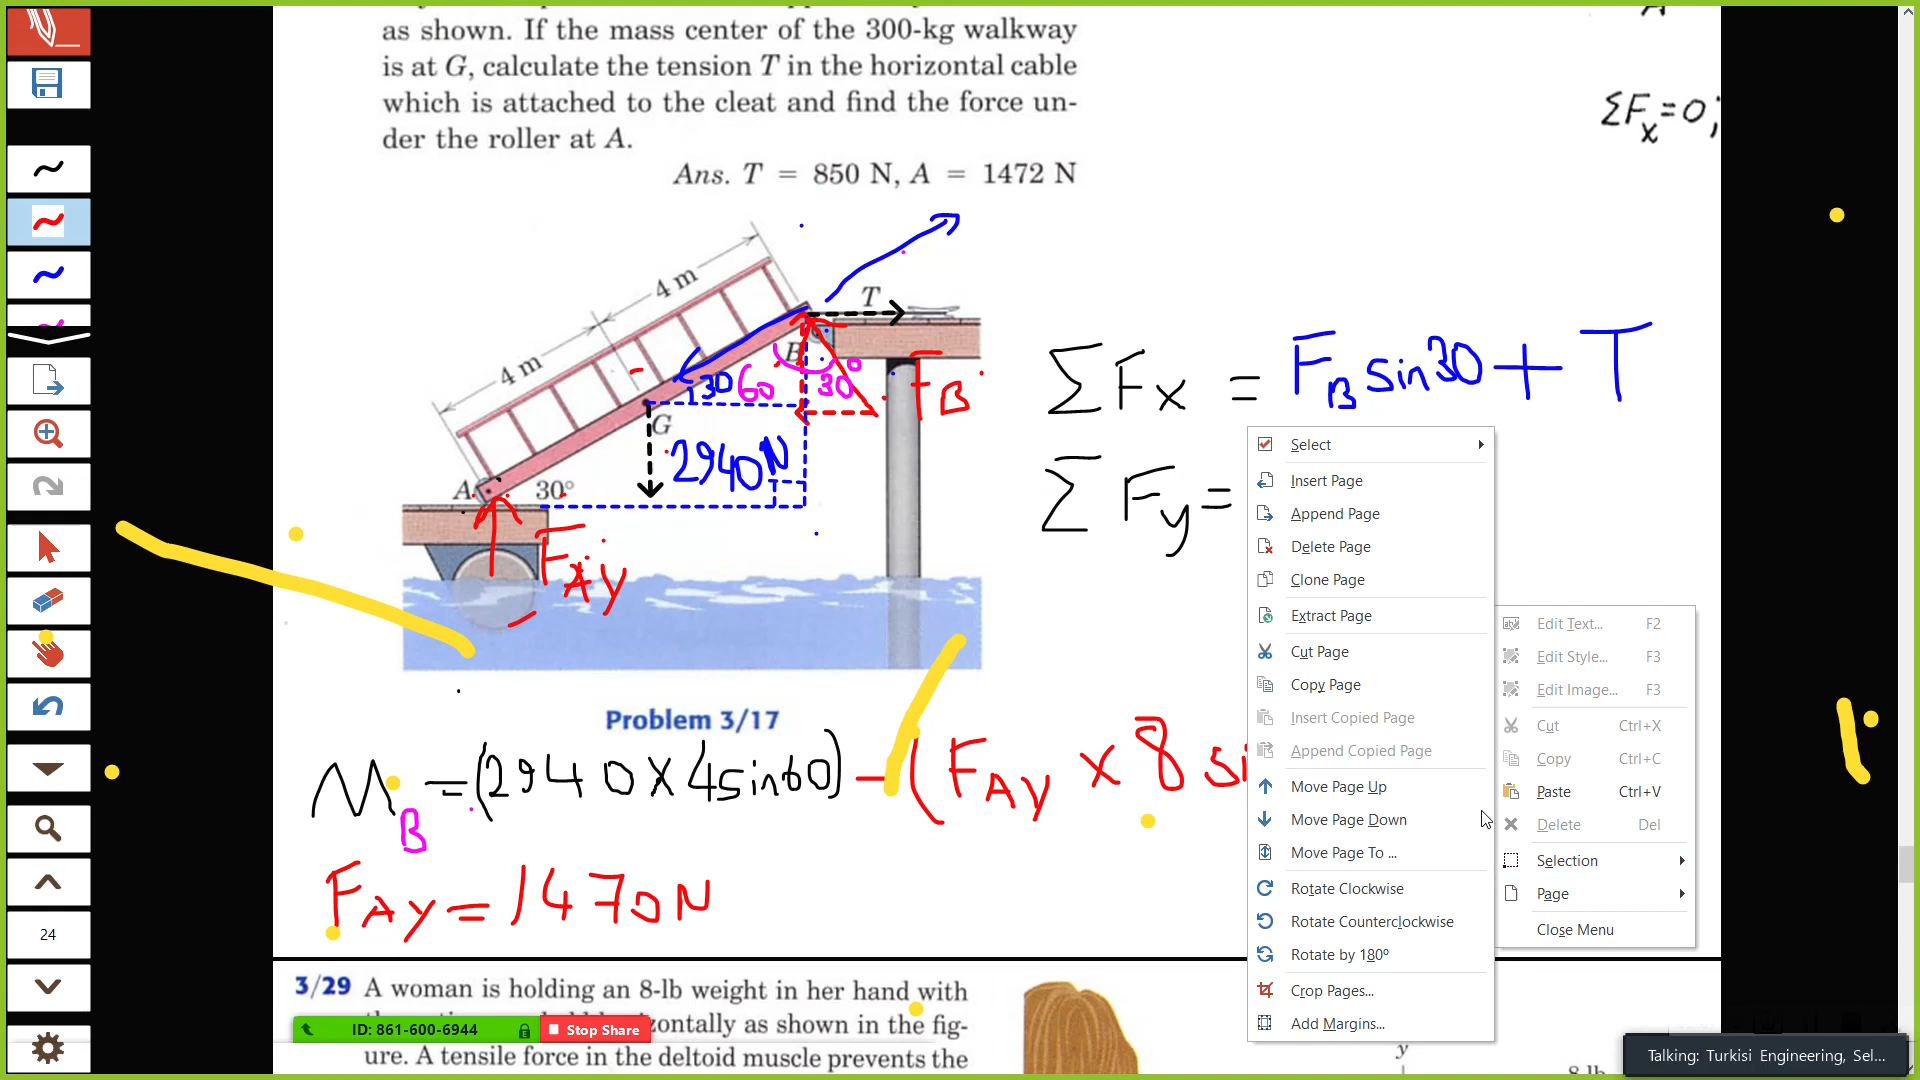 as shown. If the mass center of the 300-kg walkway
is at G, calculate the tension T in the horizontal cable
which is attached to the cleat and find the force un-
der the roller at A.
Ans. T = 850 N, A = 1472 N
ΣFx=0;
4 m
4 m
T
B
30
60
30°
FB
G
2940N
A
30°
FAy
ΣFx = FB sin30 + T
ΣFy =
Problem 3/17
MB =(2940X4sin60) - (FAy x 8 si
FAy = 1470N
3/29 A woman is holding an 8-lb weight in her hand with
zontally as shown in the fig-
ure. A tensile force in the deltoid muscle prevents the
y
8 lb
24
ID: 861-600-6944
Stop Share
Select
Insert Page
Append Page
Delete Page
Clone Page
Extract Page
Cut Page
Copy Page
Insert Copied Page
Append Copied Page
Move Page Up
Move Page Down
Move Page To ...
Rotate Clockwise
Rotate Counterclockwise
Rotate by 180º
Crop Pages...
Add Margins...
Edit Text... F2
Edit Style... F3
Edit Image... F3
Cut Ctrl+X
Copy Ctrl+C
Paste Ctrl+V
Delete Del
Selection
Page
Close Menu
Talking: Turkisi Engineering, Sel...